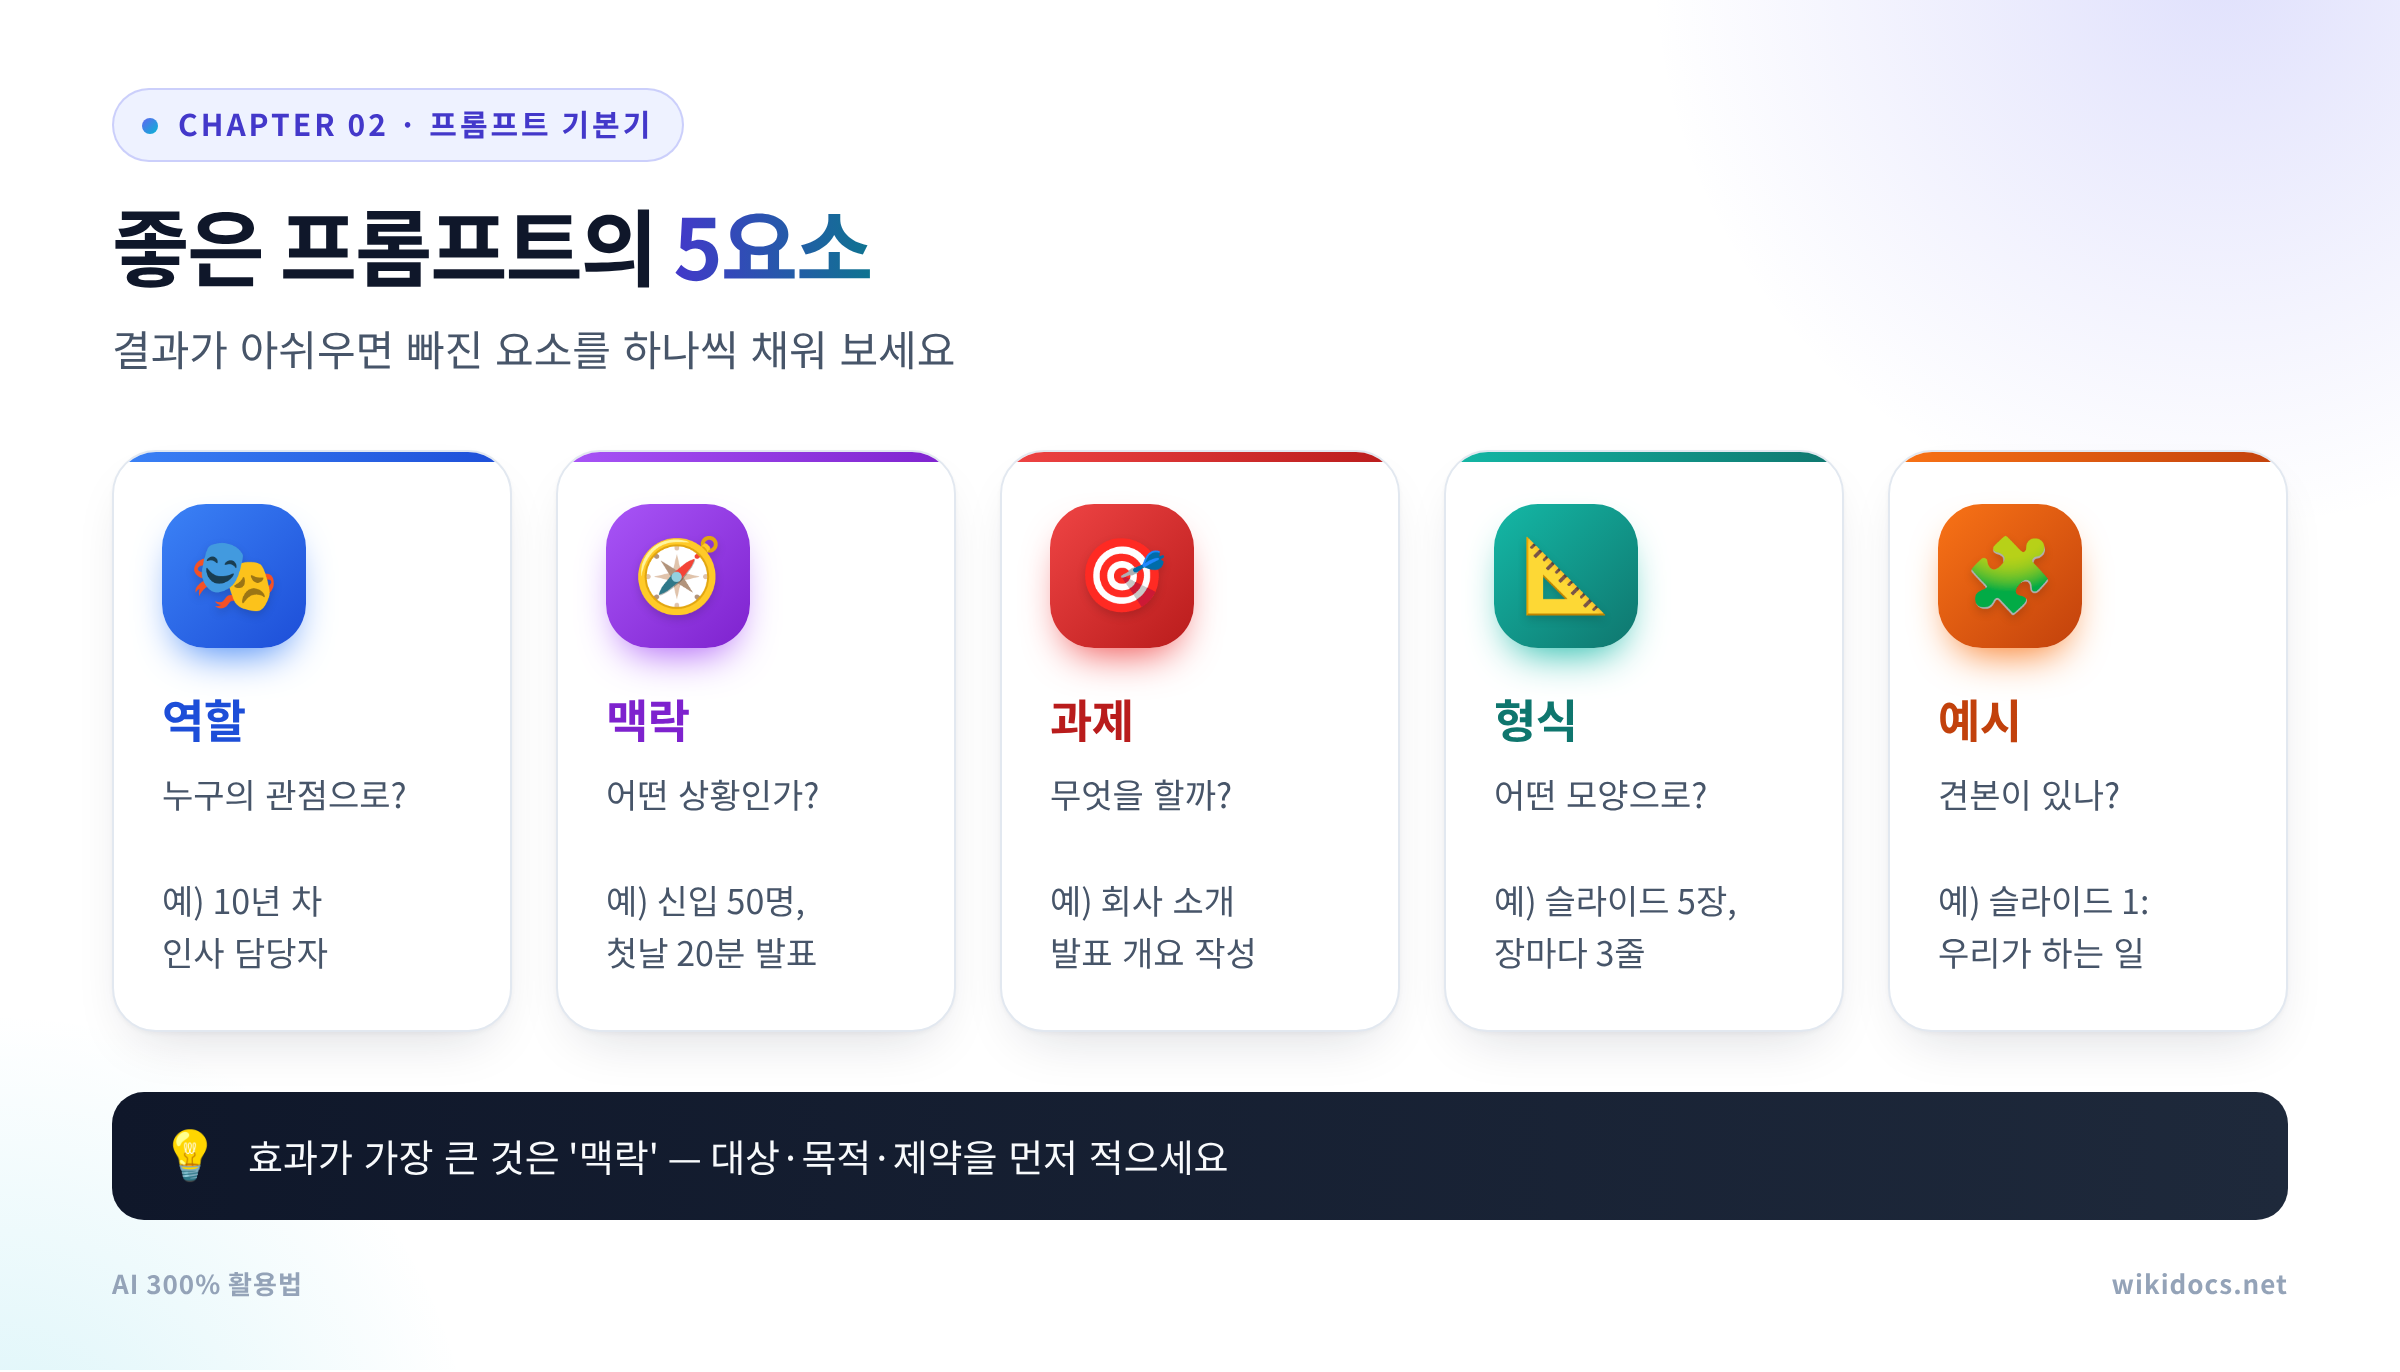 CHAPTER 02 · 프롬프트 기본기
좋은 프롬프트의 5요소
결과가 아쉬우면 빠진 요소를 하나씩 채워 보세요
역할
누구의 관점으로?
예) 10년 차
인사 담당자
맥락
어떤 상황인가?
예) 신입 50명,
첫날 20분 발표
과제
무엇을 할까?
예) 회사 소개
발표 개요 작성
형식
어떤 모양으로?
예) 슬라이드 5장,
장마다 3줄
예시
견본이 있나?
예) 슬라이드 1:
우리가 하는 일
효과가 가장 큰 것은 '맥락' — 대상·목적·제약을 먼저 적으세요
AI 300% 활용법
wikidocs.net